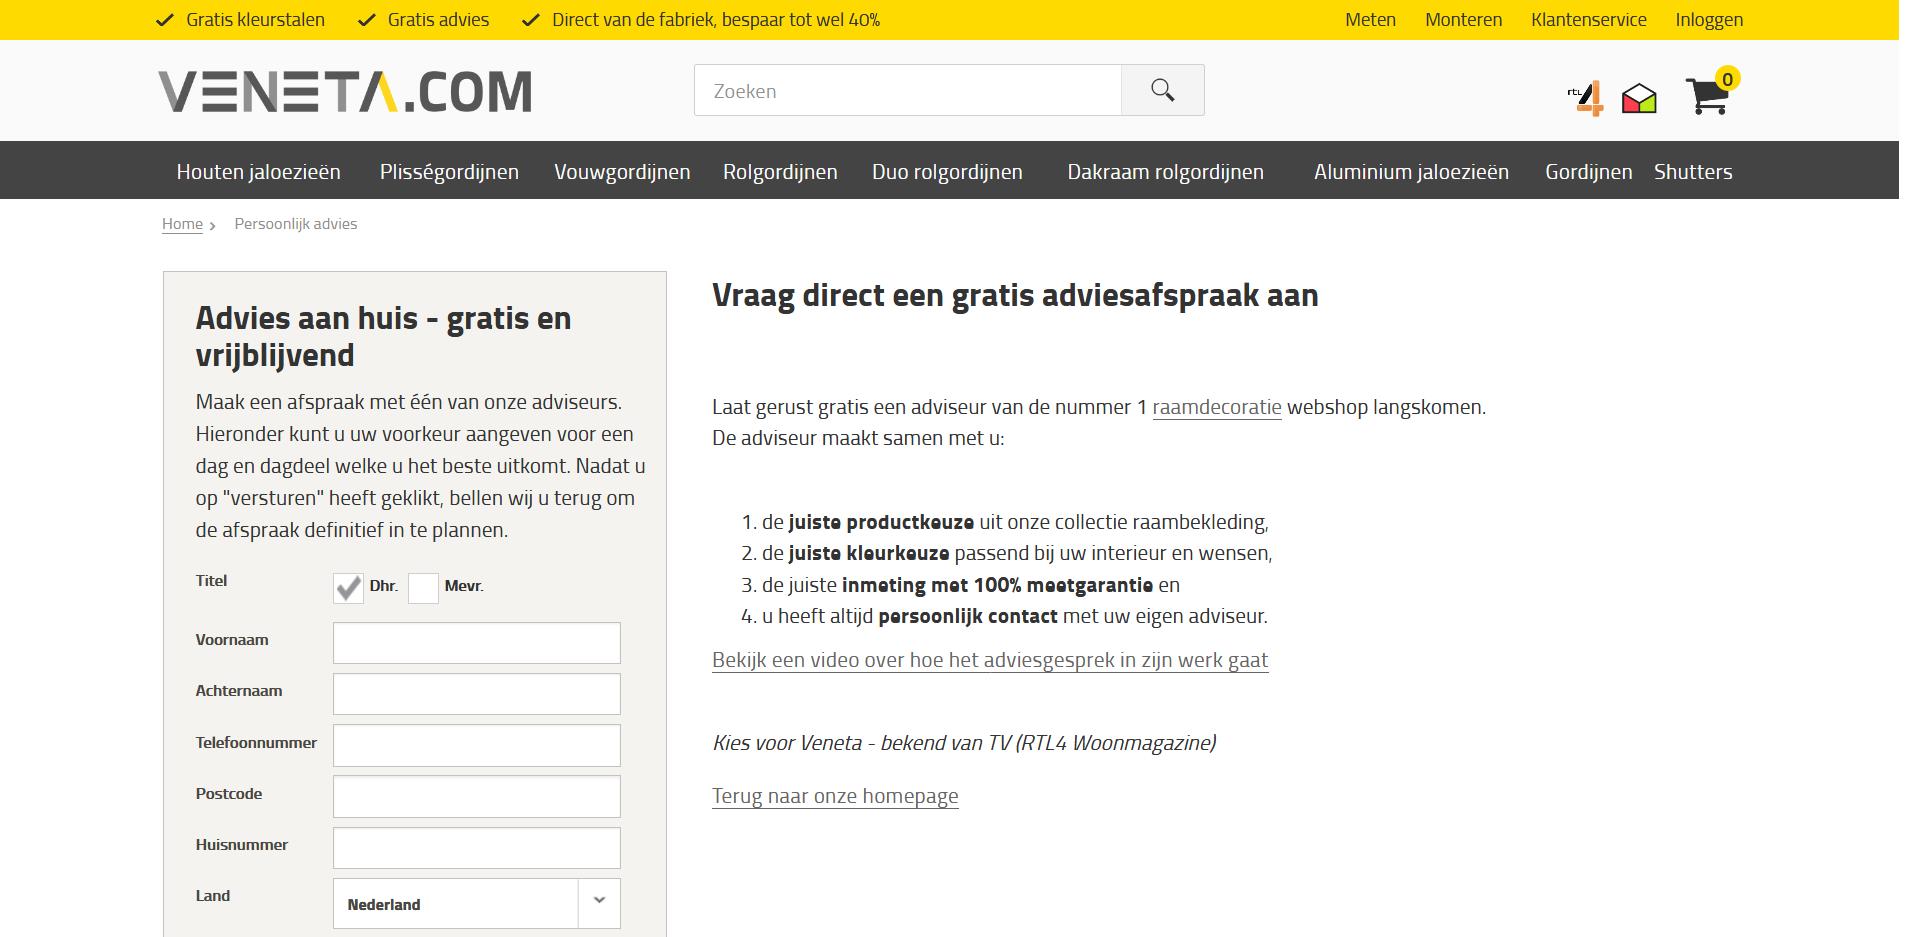 Gratis kleurstalen Gratis advies Direct van de fabriek, bespaar tot wel 40% Meten Monteren Klantenservice Inloggen
VENETA.COM
Zoeken
rtl 4
0
Houten jaloezieën Plisségordijnen Vouwgordijnen Rolgordijnen Duo rolgordijnen Dakraam rolgordijnen Aluminium jaloezieën Gordijnen Shutters
Home › Persoonlijk advies
Advies aan huis - gratis en
vrijblijvend
Maak een afspraak met één van onze adviseurs.
Hieronder kunt u uw voorkeur aangeven voor een
dag en dagdeel welke u het beste uitkomt. Nadat u
op "versturen" heeft geklikt, bellen wij u terug om
de afspraak definitief in te plannen.
Titel Dhr. Mevr.
Voornaam
Achternaam
Telefoonnummer
Postcode
Huisnummer
Land Nederland
Vraag direct een gratis adviesafspraak aan
Laat gerust gratis een adviseur van de nummer 1 raamdecoratie webshop langskomen.
De adviseur maakt samen met u:
1. de juiste productkeuze uit onze collectie raambekleding,
2. de juiste kleurkeuze passend bij uw interieur en wensen,
3. de juiste inmeting met 100% meetgarantie en
4. u heeft altijd persoonlijk contact met uw eigen adviseur.
Bekijk een video over hoe het adviesgesprek in zijn werk gaat
Kies voor Veneta - bekend van TV (RTL4 Woonmagazine)
Terug naar onze homepage